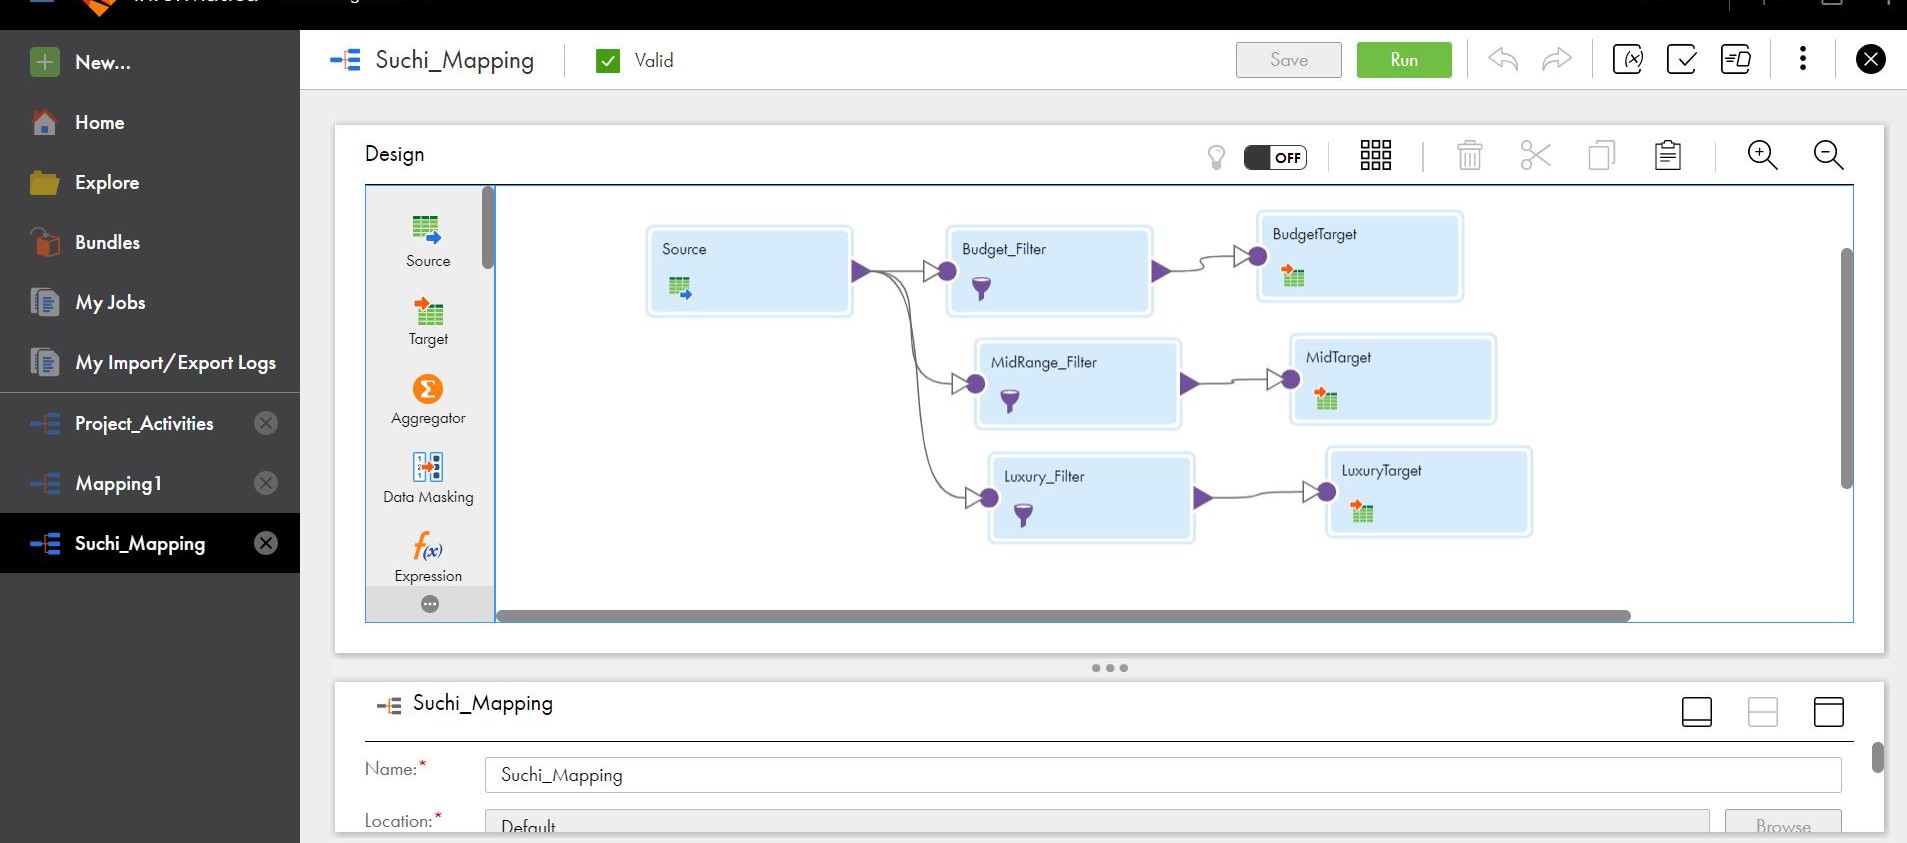 New...
Home
Explore
Bundles
My Jobs
My Import/Export Logs
Project_Activities
Mapping1
Suchi_Mapping
Suchi_Mapping
Valid
Save
Run
Design
OFF
Source
Target
Aggregator
Data Masking
Expression
Source
Budget_Filter
BudgetTarget
MidRange_Filter
MidTarget
Luxury_Filter
LuxuryTarget
Suchi_Mapping
Name:*
Suchi_Mapping
Location:*
Default
Browse